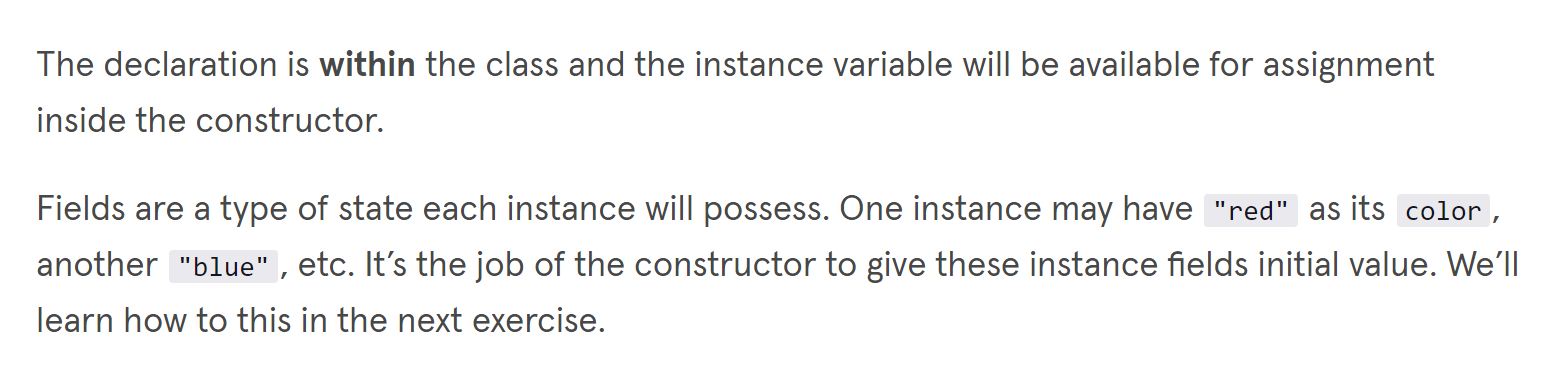 The declaration is within the class and the instance variable will be available for assignment
inside the constructor.
Fields are a type of state each instance will possess. One instance may have "red" as its color,
another "blue", etc. It’s the job of the constructor to give these instance fields initial value. We’ll
learn how to this in the next exercise.